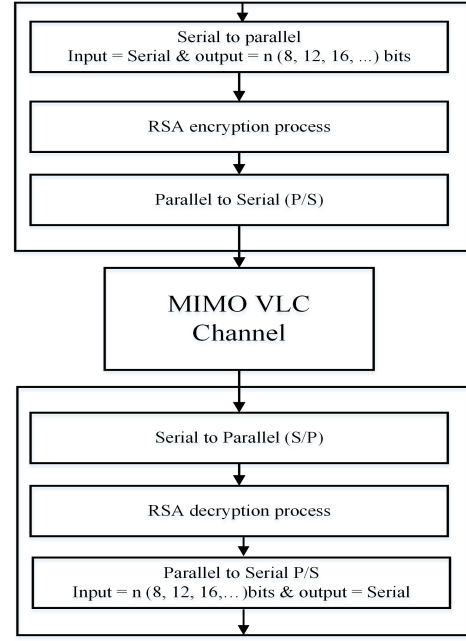 Serial to parallel
Input = Serial & output = n (8, 12, 16, ...) bits
RSA encryption process
Parallel to Serial (P/S)
MIMO VLC
Channel
Serial to Parallel (S/P)
RSA decryption process
Parallel to Serial P/S
Input = n (8, 12, 16,...)bits & output = Serial